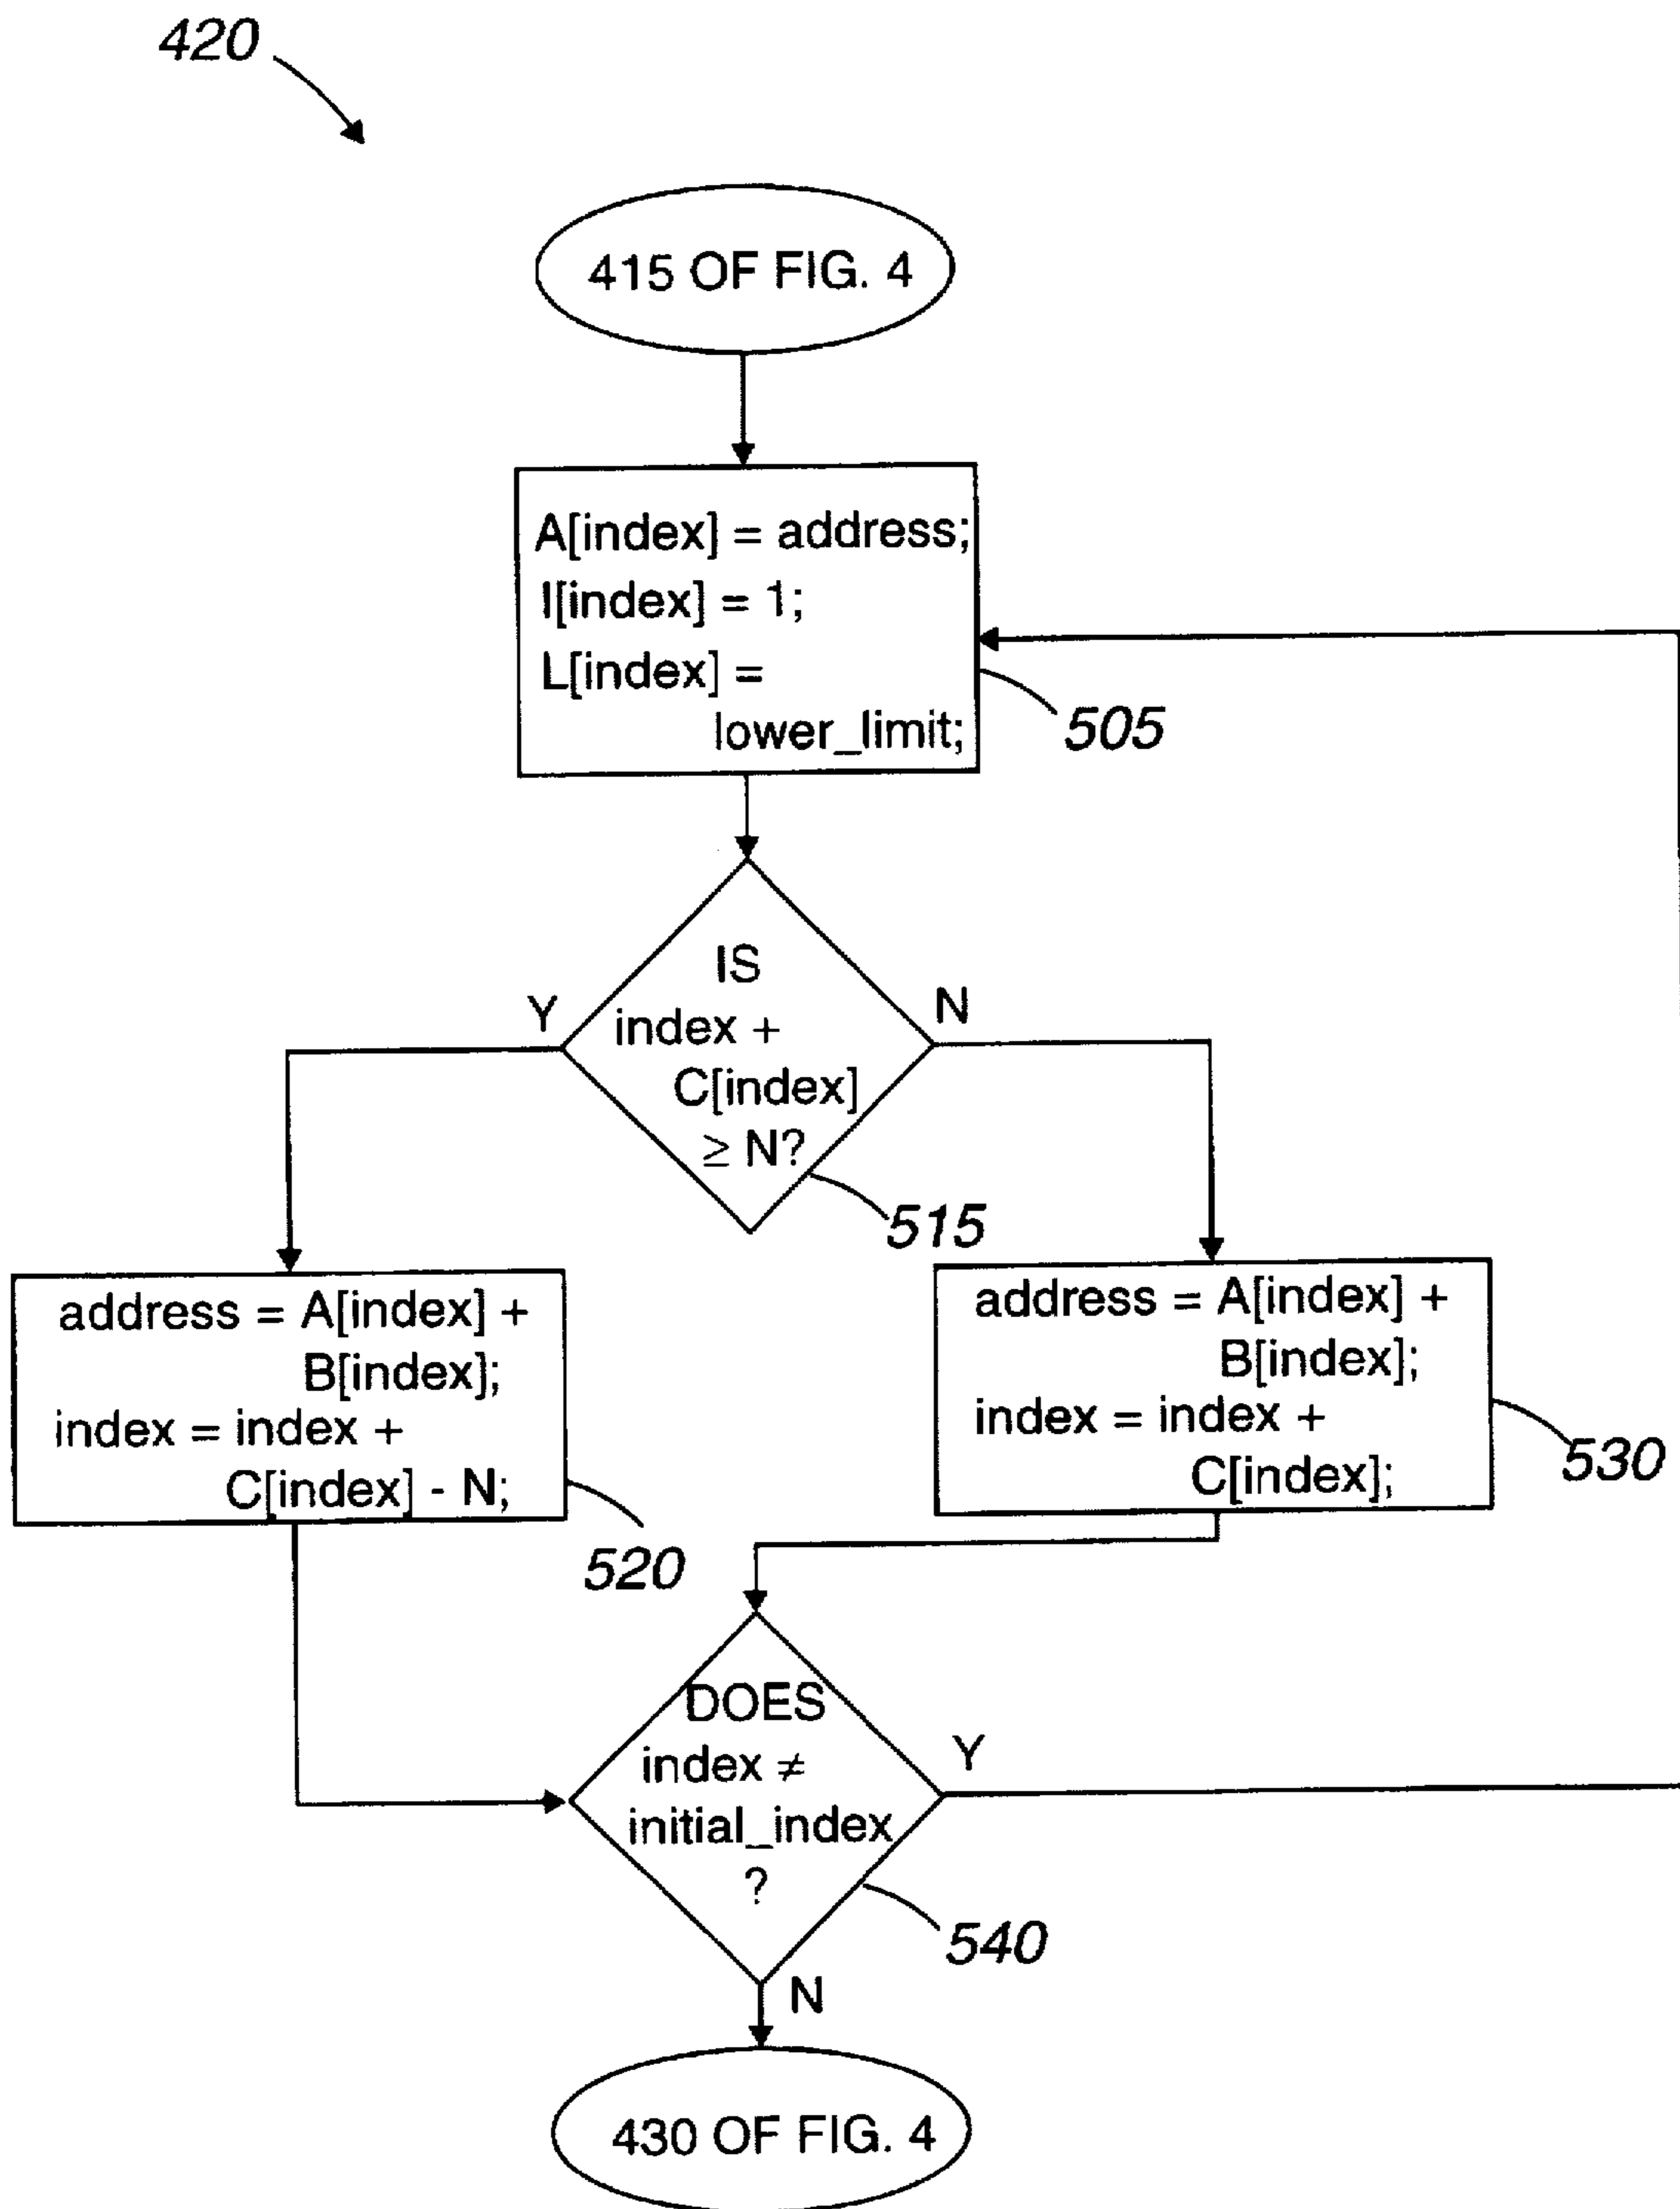 420
415 OF FIG. 4
A[index] = address;
I[index] = 1;
L[index] =
lower_limit;
505
IS
index +
C[index]
≥ N?
Y
N
515
address = A[index] +
B[index];
index = index +
C[index] - N;
520
address = A[index] +
B[index];
index = index +
C[index];
530
DOES
index ≠
initial_index
?
Y
540
N
430 OF FIG. 4